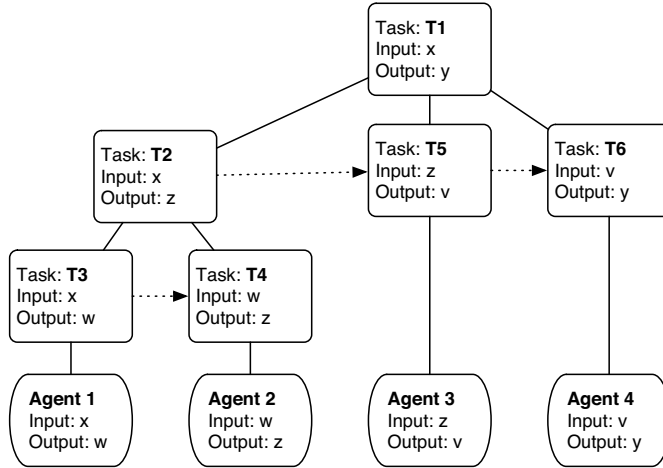 Task: T1
Input: x
Output: y
Task: T2
Input: x
Output: z
Task: T5
Input: z
Output: v
Task: T6
Input: v
Output: y
Task: T3
Input: x
Output: w
Task: T4
Input: w
Output: z
Agent 1
Input: x
Output: w
Agent 2
Input: w
Output: z
Agent 3
Input: z
Output: v
Agent 4
Input: v
Output: y